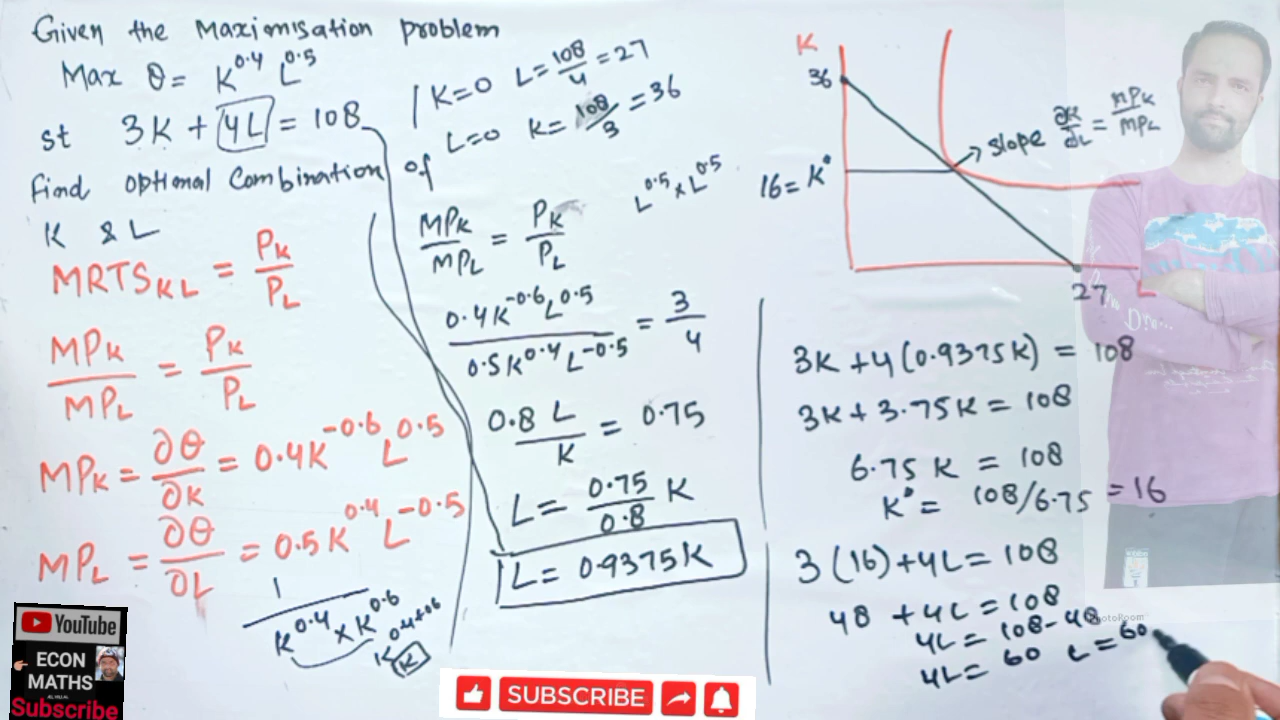 Given the Maximisation problem
Max Θ = K^0.4 L^0.5
st 3K + 4L = 108
find optional Combination of
K & L
K=0 L = 108/4 = 27
L=0 K = 108/3 = 36
MRTS_KL = P_K/P_L
MP_K/MP_L = P_K/P_L
MP_K = ∂Θ/∂K = 0.4K^-0.6 L^0.5
MP_L = ∂Θ/∂L = 0.5K^0.4 L^-0.5
1/(K^0.4 × K^0.6)
K^0.4+0.6
K
L^0.5 × L^0.5
MP_K/MP_L = P_K/P_L
0.4K^-0.6 L^0.5 / 0.5K^0.4 L^-0.5 = 3/4
0.8 L/K = 0.75
L = 0.75/0.8 K
L = 0.9375K
K
36
16 = K°
slope ∂K/∂L = MP_K/MP_L
27
L
3K + 4(0.9375K) = 108
3K + 3.75K = 108
6.75 K = 108
K° = 108/6.75 = 16
3(16) + 4L = 108
48 + 4L = 108
4L = 108 - 48
4L = 60 L = 60
PhotoRoom
YouTube
ECON
MATHS
Subscribe
SUBSCRIBE